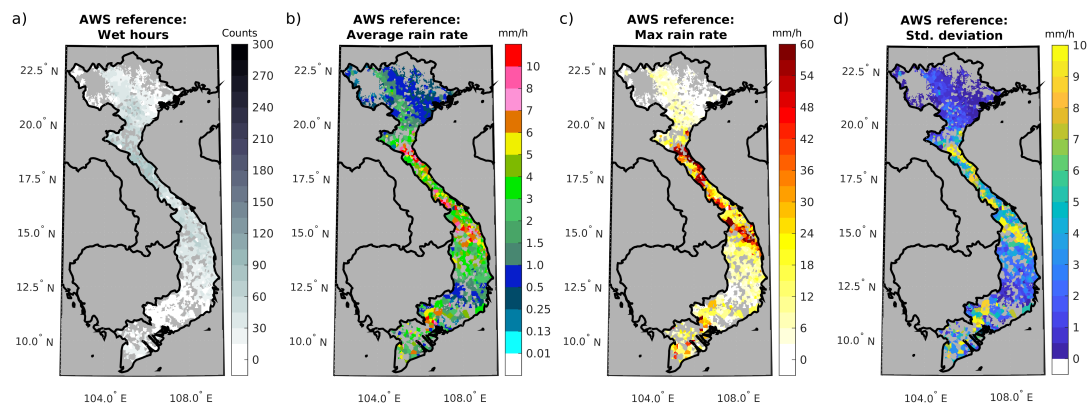 a)
AWS reference:
Wet hours
Counts
300
270
240
210
180
150
120
90
60
30
0
22.5° N
20.0° N
17.5° N
15.0° N
12.5° N
10.0° N
104.0° E
108.0° E
b)
AWS reference:
Average rain rate
mm/h
10
8
7
6
5
4
3
2
1.5
1.0
0.5
0.25
0.13
0.01
22.5° N
20.0° N
17.5° N
15.0° N
12.5° N
10.0° N
104.0° E
108.0° E
c)
AWS reference:
Max rain rate
mm/h
60
54
48
42
36
30
24
18
12
6
0
22.5° N
20.0° N
17.5° N
15.0° N
12.5° N
10.0° N
104.0° E
108.0° E
d)
AWS reference:
Std. deviation
mm/h
10
9
8
7
6
5
4
3
2
1
0
22.5° N
20.0° N
17.5° N
15.0° N
12.5° N
10.0° N
104.0° E
108.0° E